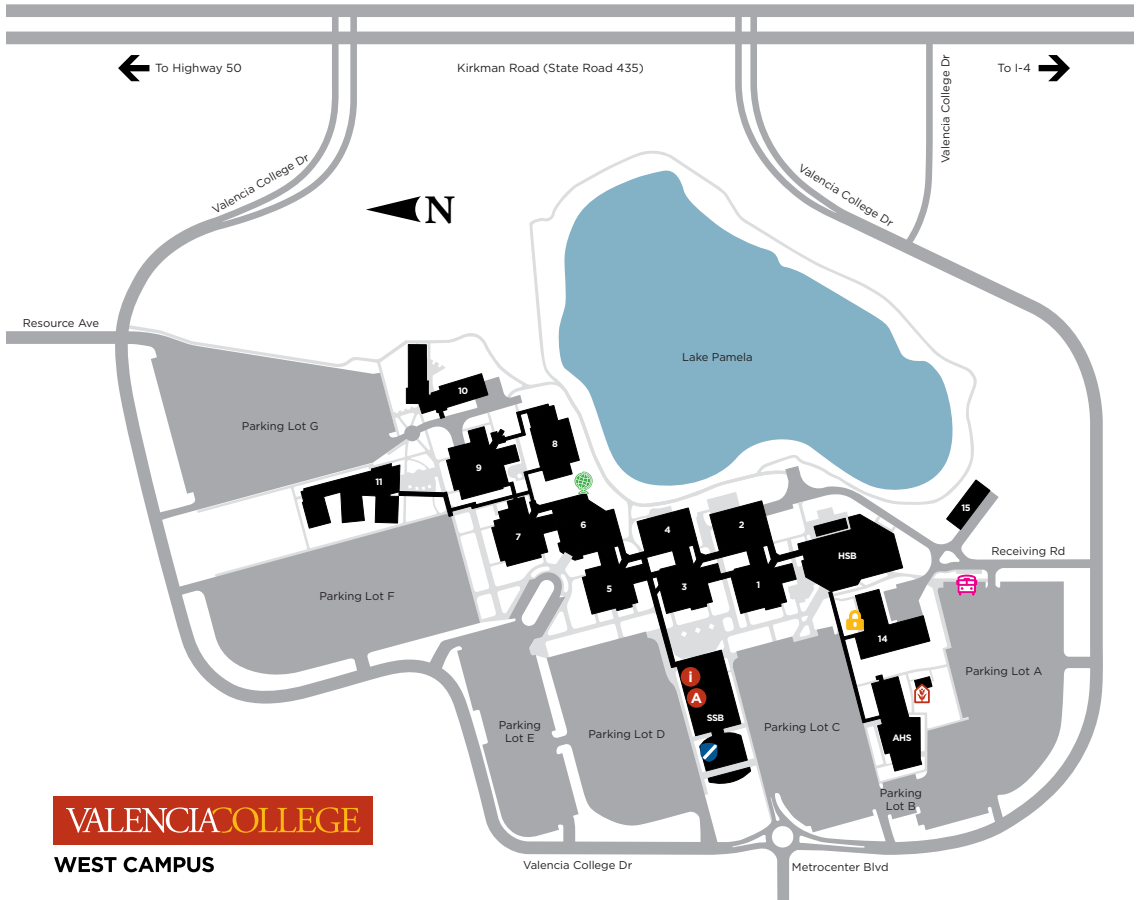 To Highway 50
Kirkman Road (State Road 435)
To I-4
Valencia College Dr
Valencia College Dr
Valencia College Dr
N
Resource Ave
Lake Pamela
Parking Lot G
10
8
9
11
15
6
4
2
7
HSB
Receiving Rd
5
3
1
Parking Lot F
14
Parking Lot A
i
A
SSB
Parking
Lot E
Parking Lot D
Parking Lot C
AHS
Parking
Lot B
VALENCIACOLLEGE
WEST CAMPUS
Valencia College Dr
Metrocenter Blvd